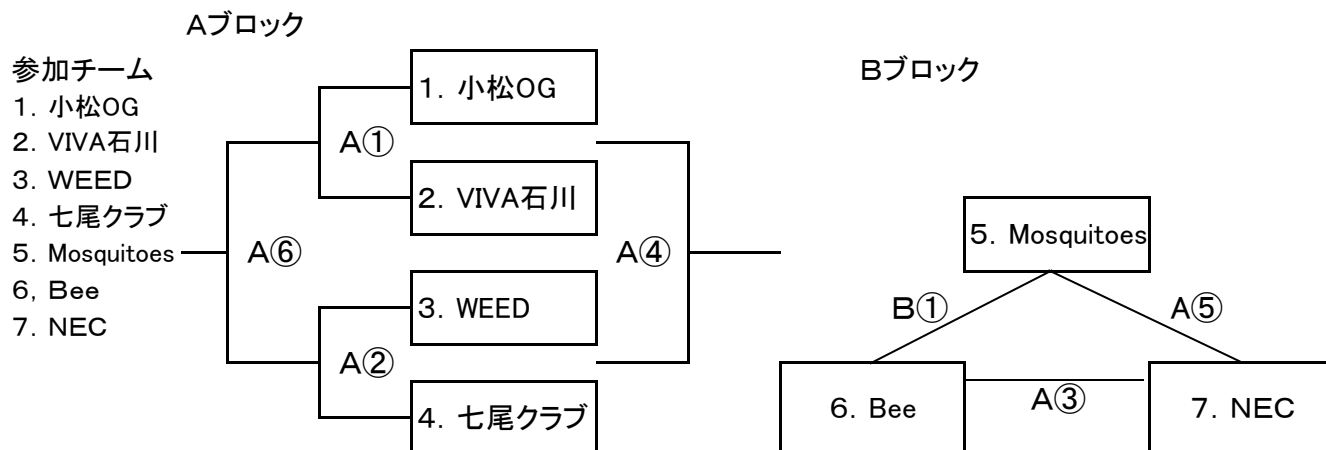 Aブロック
参加チーム
1. 小松OG
2. VIVA石川
3. WEED
4. 七尾クラブ
5. Mosquitoes
6, Bee
7. NEC
1. 小松OG
A①
2. VIVA石川
A⑥
A④
3. WEED
A②
4. 七尾クラブ
Bブロック
5. Mosquitoes
B①
A⑤
6. Bee
A③
7. NEC